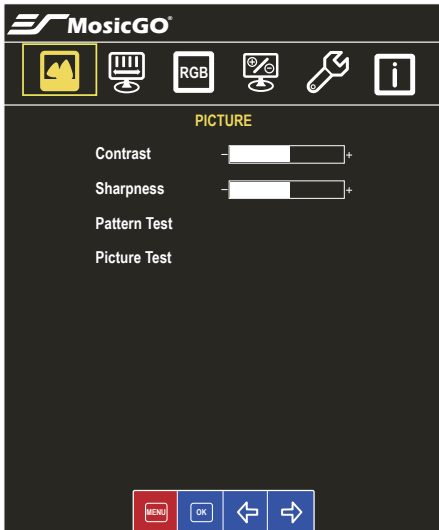 MosicGO®
RGB
PICTURE
Contrast - +
Sharpness - +
Pattern Test
Picture Test
MENU OK